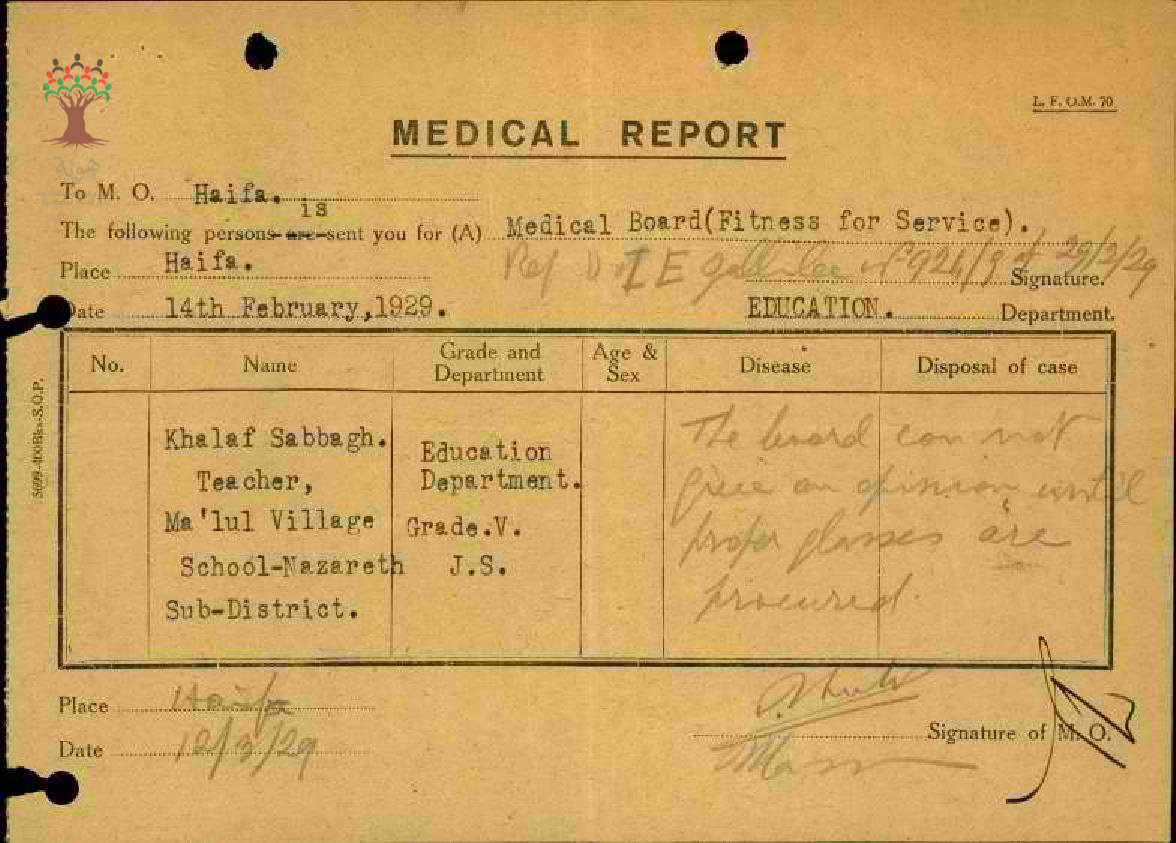 هوية
L. F. O.M. 70
MEDICAL REPORT
To M. O. Haifa.
is
The following persons are sent you for (A) Medical Board(Fitness for Service).
Place Haifa. Signature.
Date 14th February,1929. EDUCATION. Department.
No. Name Grade and Department Age & Sex Disease Disposal of case
Khalaf Sabbagh.
Teacher,
Ma'lul Village
School-Nazareth
Sub-District.
Education
Department.
Grade.V.
J.S.
The board can not
give an opinion until
proper glasses are
procured.
5699-400Bks-S.O.P.
Place Haifa
Signature of M. O.
Date 12/3/29